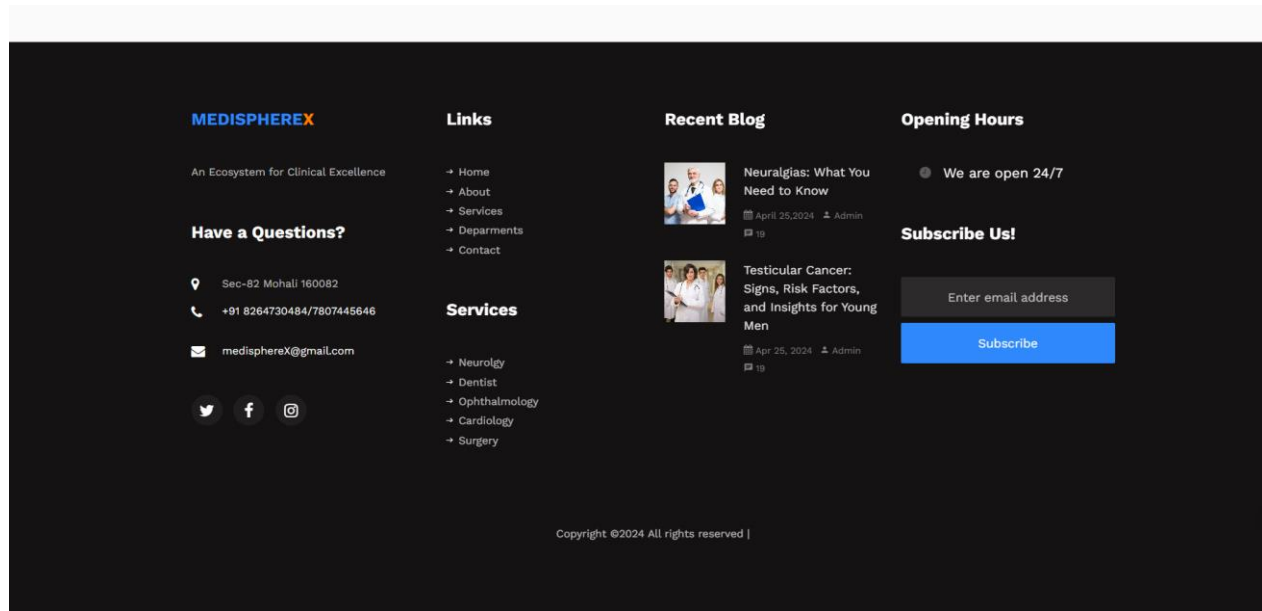 MEDISPHEREX
An Ecosystem for Clinical Excellence
Have a Questions?
Sec-82 Mohali 160082
+91 8264730484/7807445646
medisphereX@gmail.com
Links
→ Home
→ About
→ Services
→ Deparments
→ Contact
Services
→ Neurolgy
→ Dentist
→ Ophthalmology
→ Cardiology
→ Surgery
Recent Blog
Neuralgias: What You
Need to Know
April 25,2024 Admin
19
Testicular Cancer:
Signs, Risk Factors,
and Insights for Young
Men
Apr 25, 2024 Admin
19
Opening Hours
We are open 24/7
Subscribe Us!
Enter email address
Subscribe
Copyright ©2024 All rights reserved |